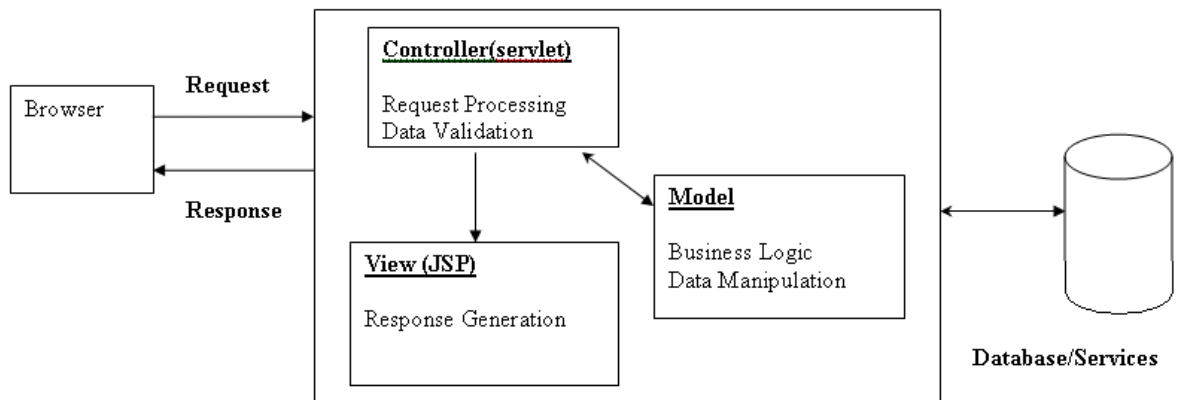 Browser
Request
Response
Controller(servlet)
Request Processing
Data Validation
View (JSP)
Response Generation
Model
Business Logic
Data Manipulation
Database/Services